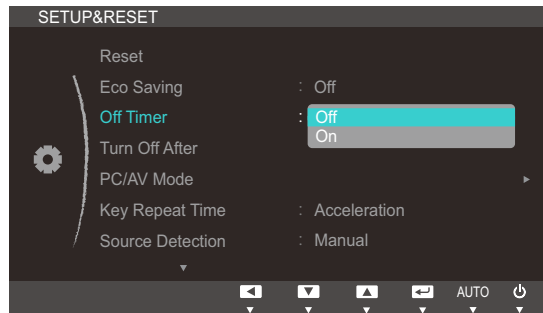 SETUP&RESET
Reset
Eco Saving : Off
Off Timer : Off
On
Turn Off After
PC/AV Mode
Key Repeat Time : Acceleration
Source Detection : Manual
AUTO